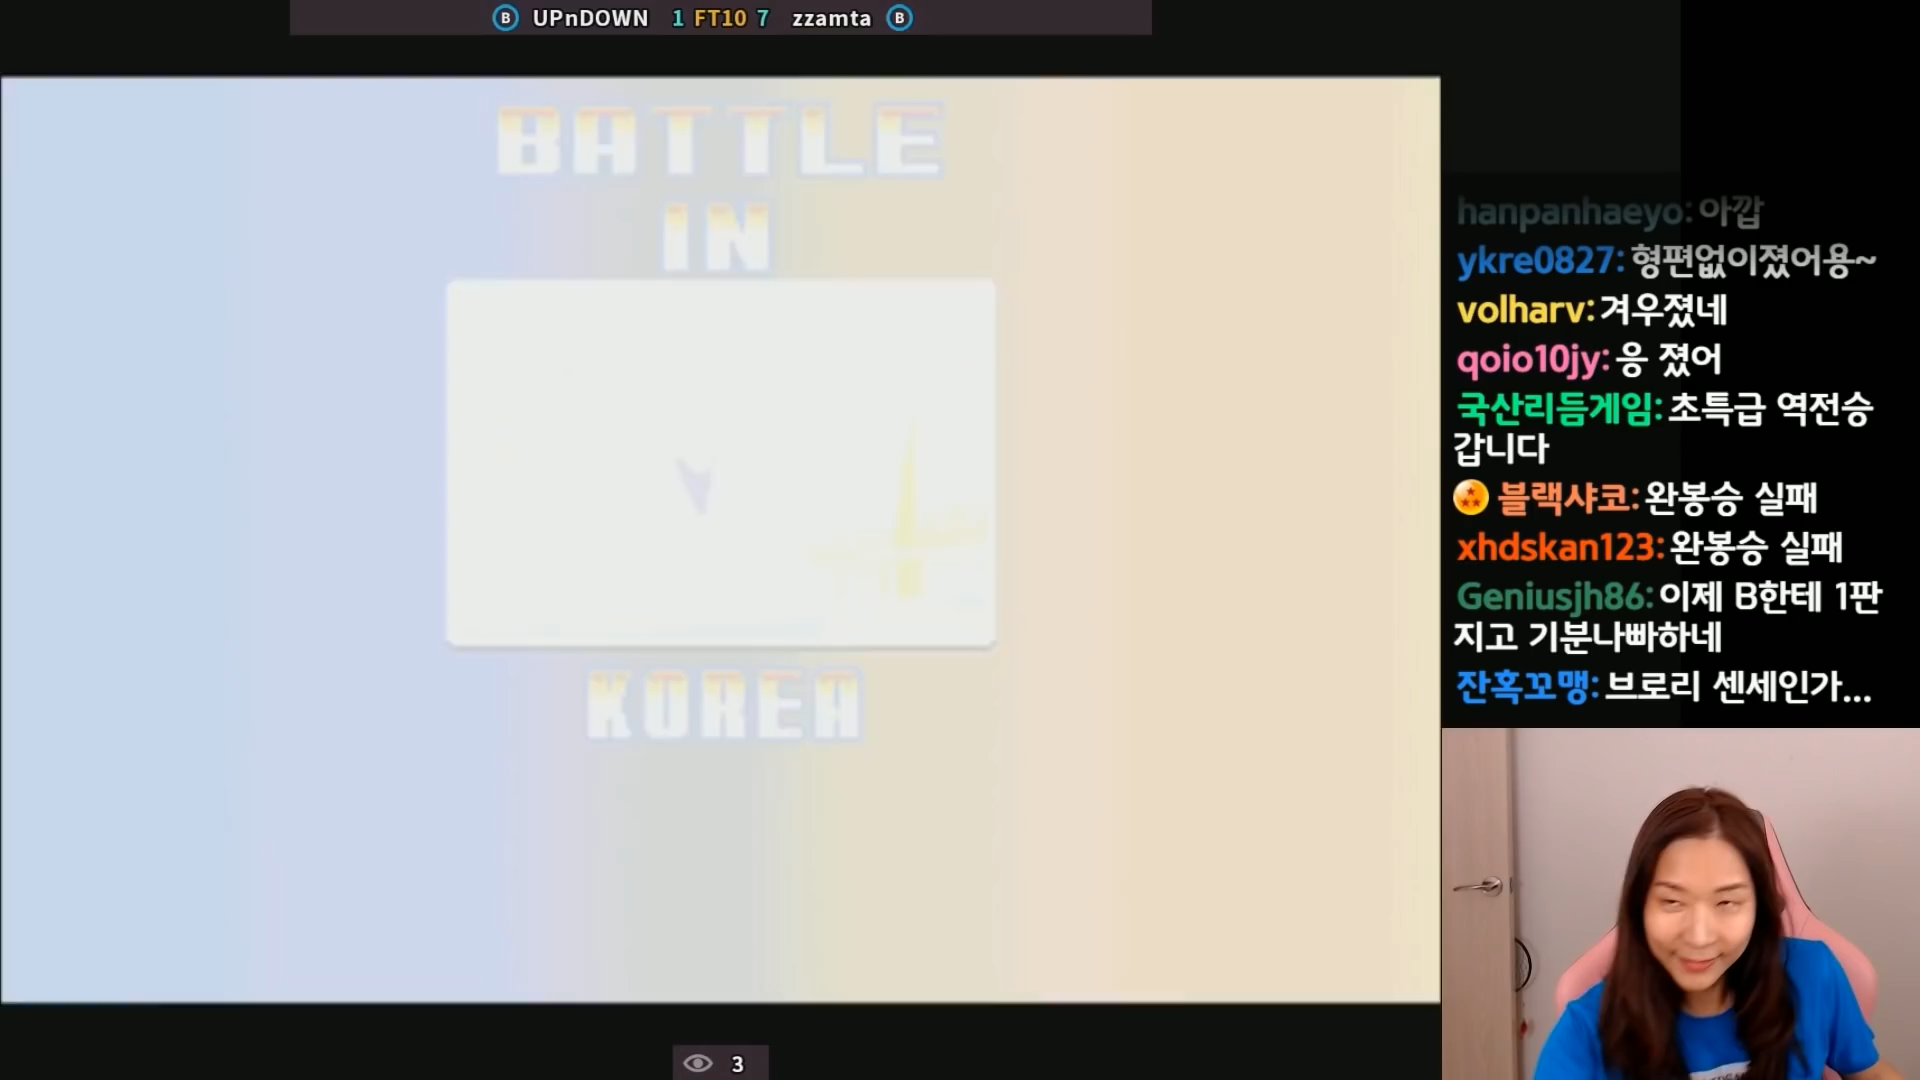 B UPnDOWN 1 FT10 7 zzamta B
BATTLE
IN
KOREA
hanpanhaeyo: 아깝
ykre0827: 형편없이졌어용~
volharv: 겨우졌네
qoio10jy: 응 졌어
국산리듬게임: 초특급 역전승
갑니다
블랙샤코: 완봉승 실패
xhdskan123: 완봉승 실패
Geniusjh86: 이제 B한테 1판
지고 기분나빠하네
잔혹꼬맹: 브로리 센세인가...
3